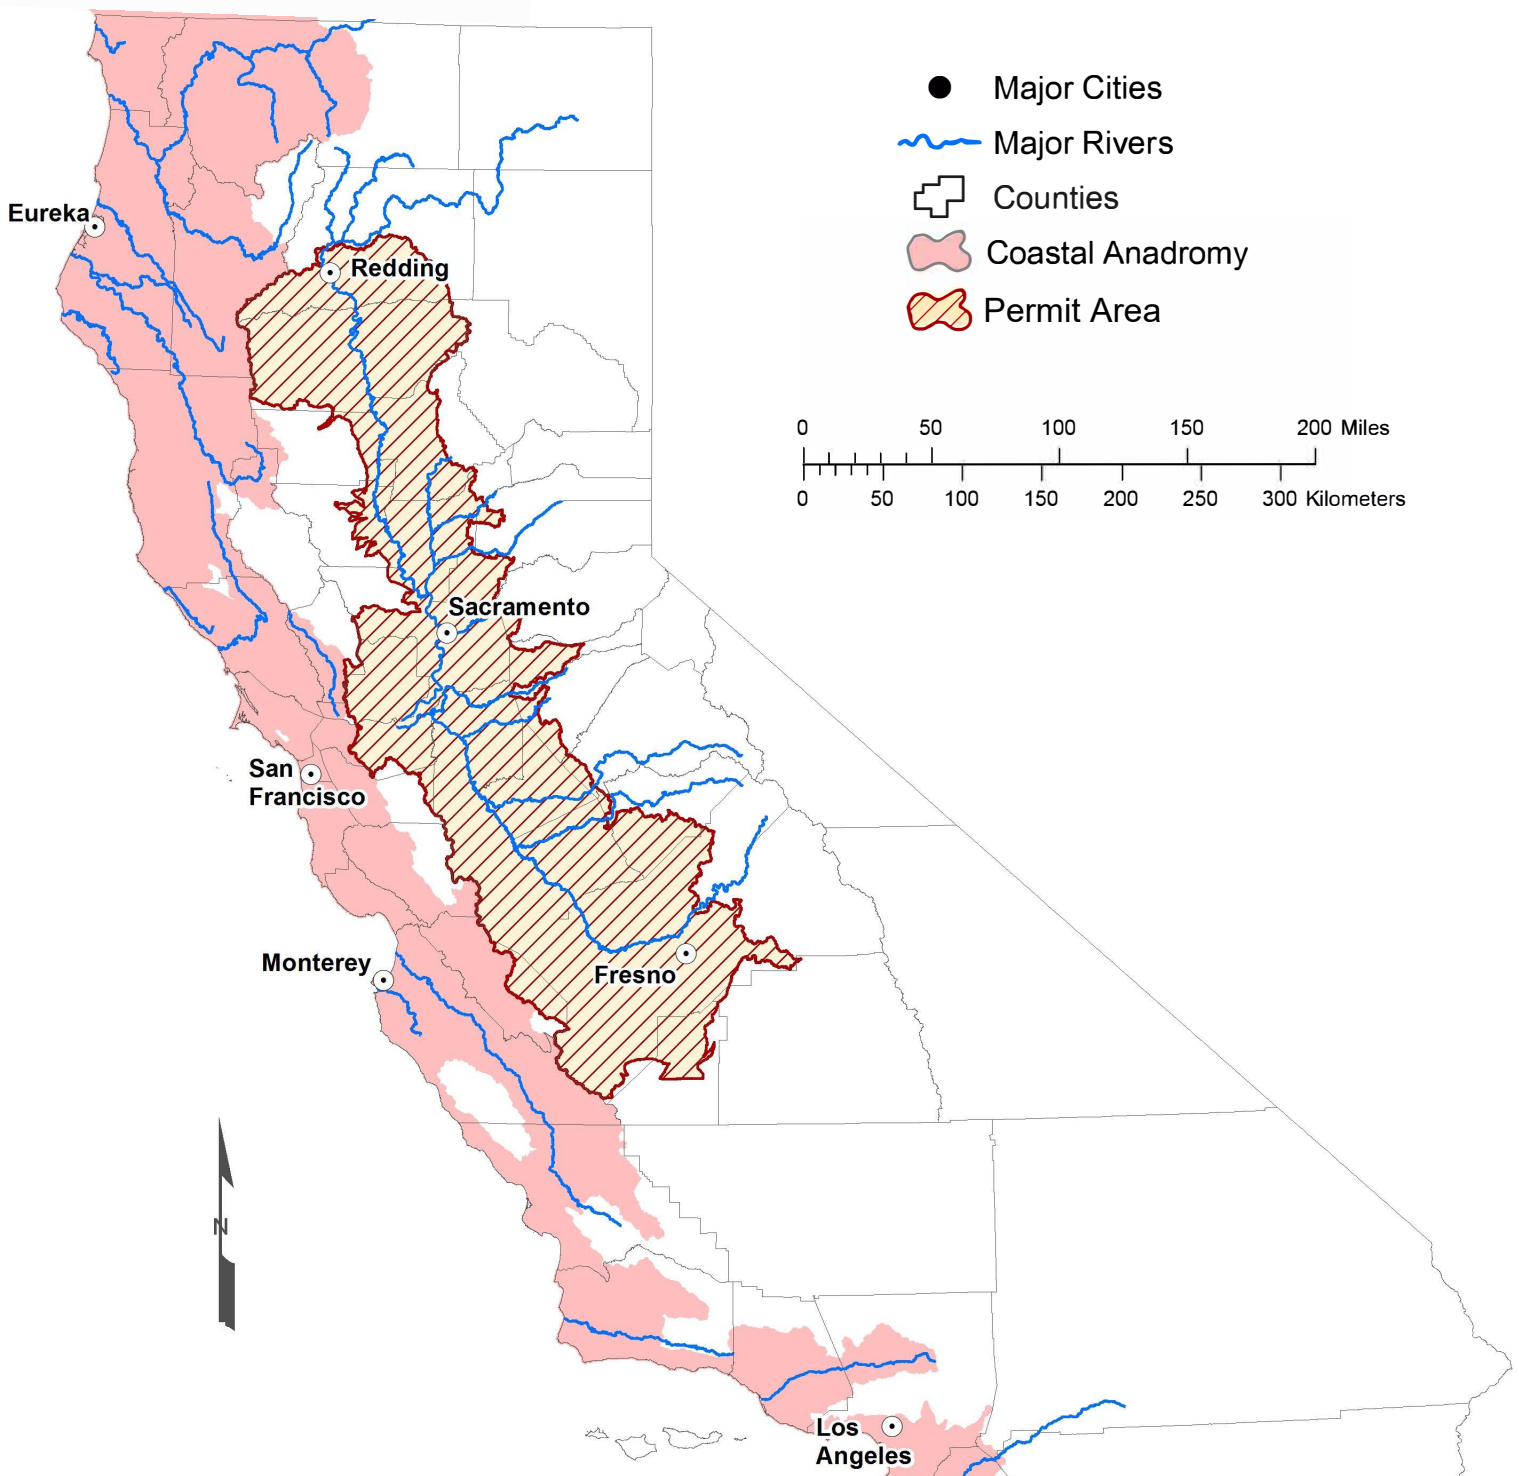 Major Cities
Major Rivers
Counties
Coastal Anadromy
Permit Area
0 50 100 150 200 Miles
0 50 100 150 200 250 300 Kilometers
Eureka
Redding
Sacramento
San
Francisco
Monterey
Fresno
N
Los
Angeles